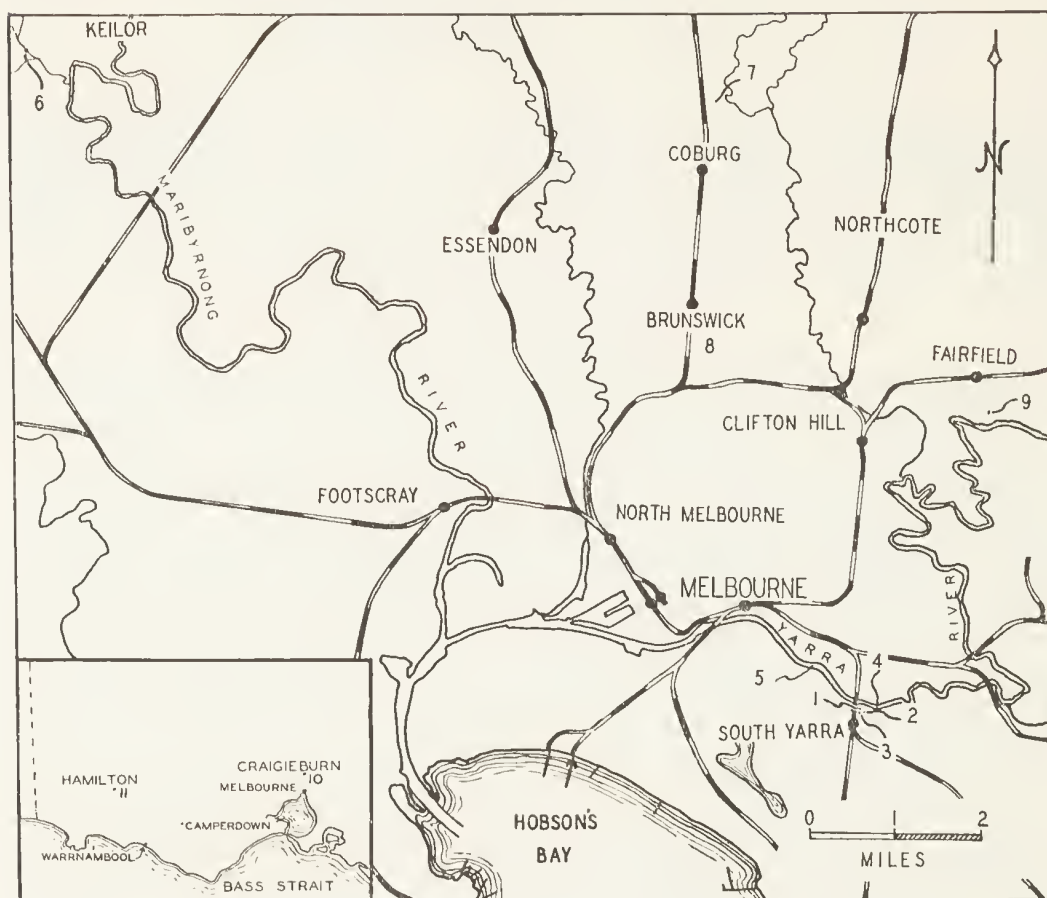 KEILOR
6
7
N
COBURG
MARIBYRNONG
RIVER
ESSENDON
NORTHCOTE
BRUNSWICK
8
FAIRFIELD
9
CLIFTON HILL
FOOTSCRAY
NORTH MELBOURNE
MELBOURNE
YARRA
RIVER
5
4
1
2
SOUTH YARRA
3
HOBSON'S
BAY
0 1 2
MILES
HAMILTON
11
CRAIGIEBURN
10
MELBOURNE
CAMPERDOWN
WARRNAMBOOL
BASS STRAIT